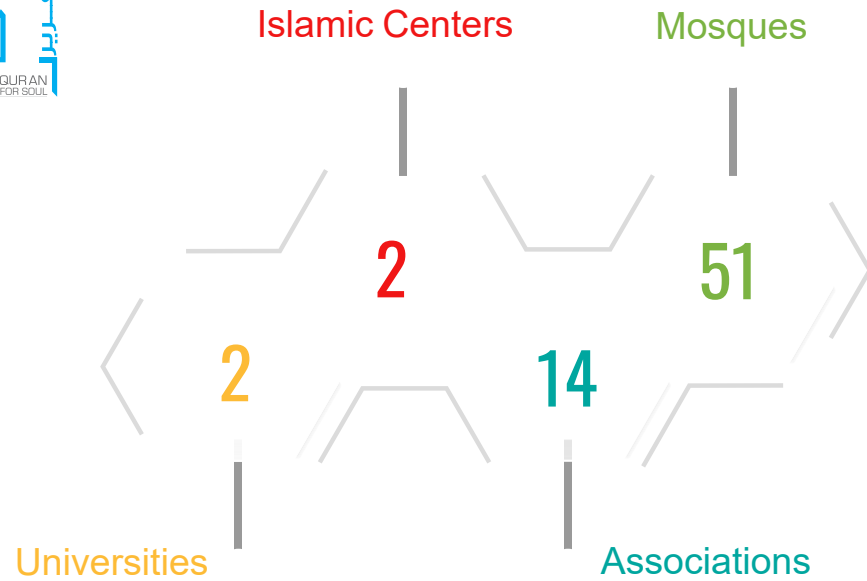 Islamic Centers
Mosques
QURAN
FOR SOUL
2
51
2
14
Universities
Associations